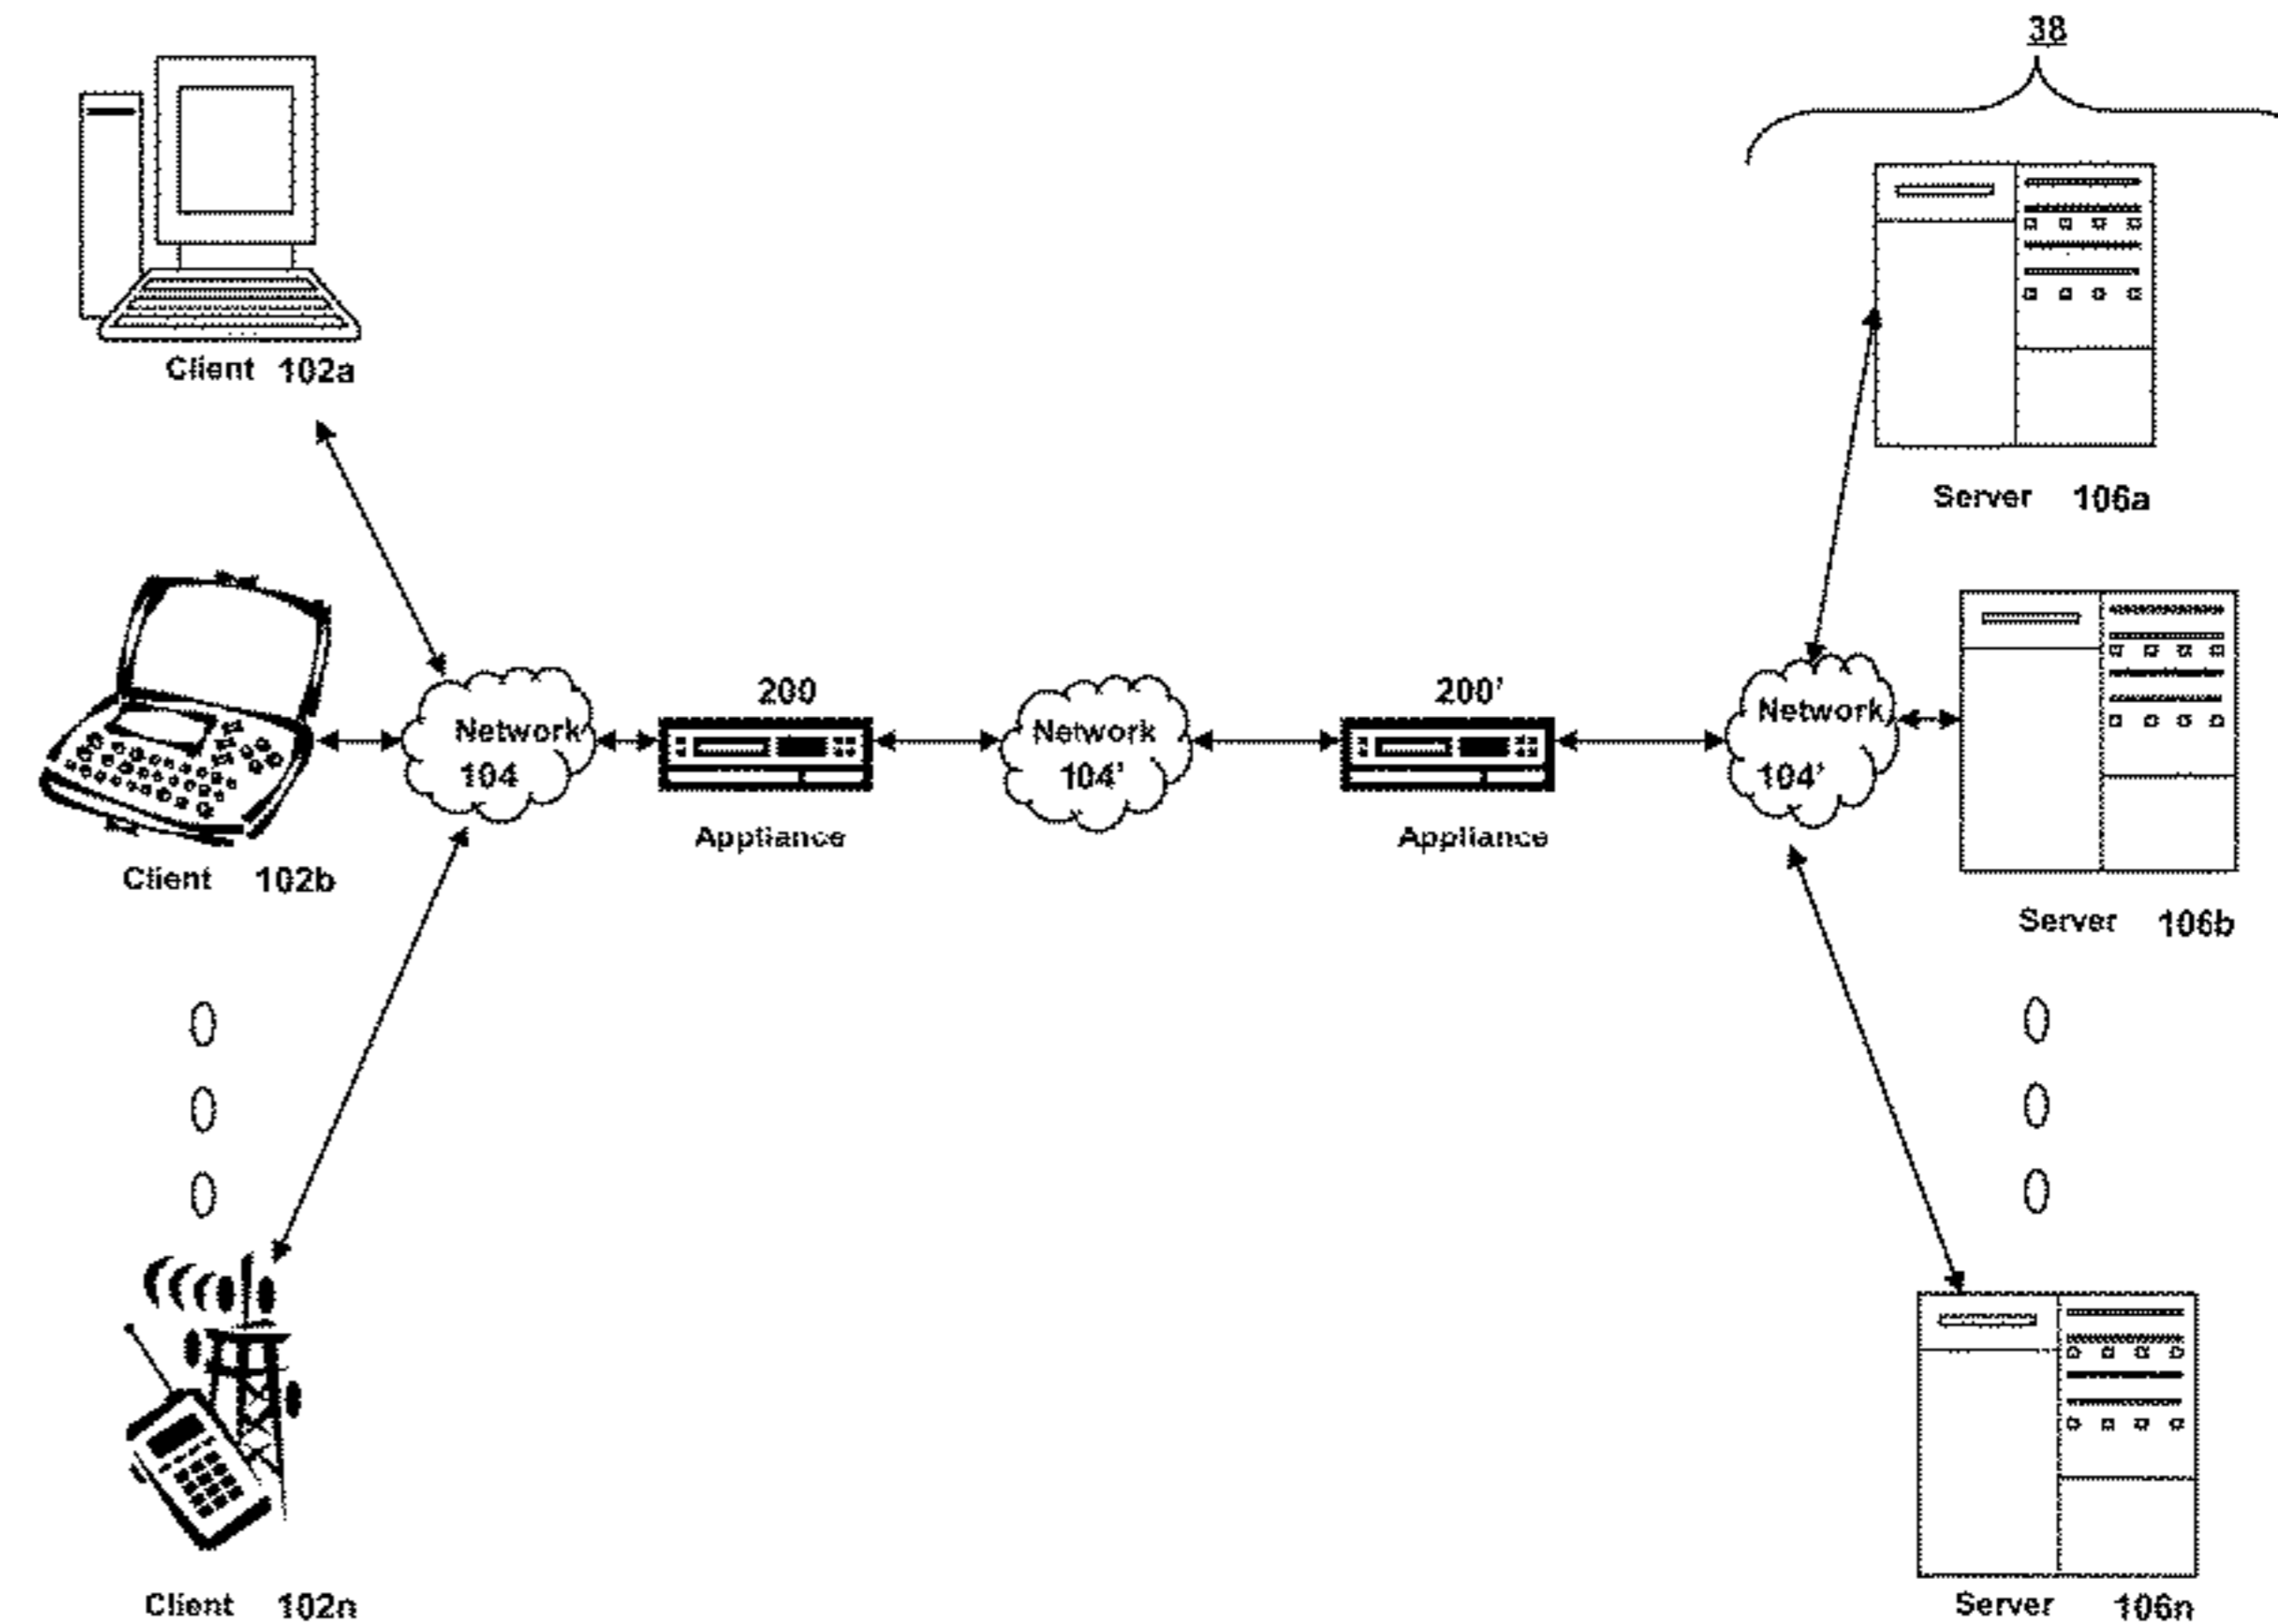 38
Client 102a
Server 106a
200
200’
Network
104
Network
104’
Network
104’
Appliance
Appliance
Client 102b
Server 106b
Client 102n
Server 106n